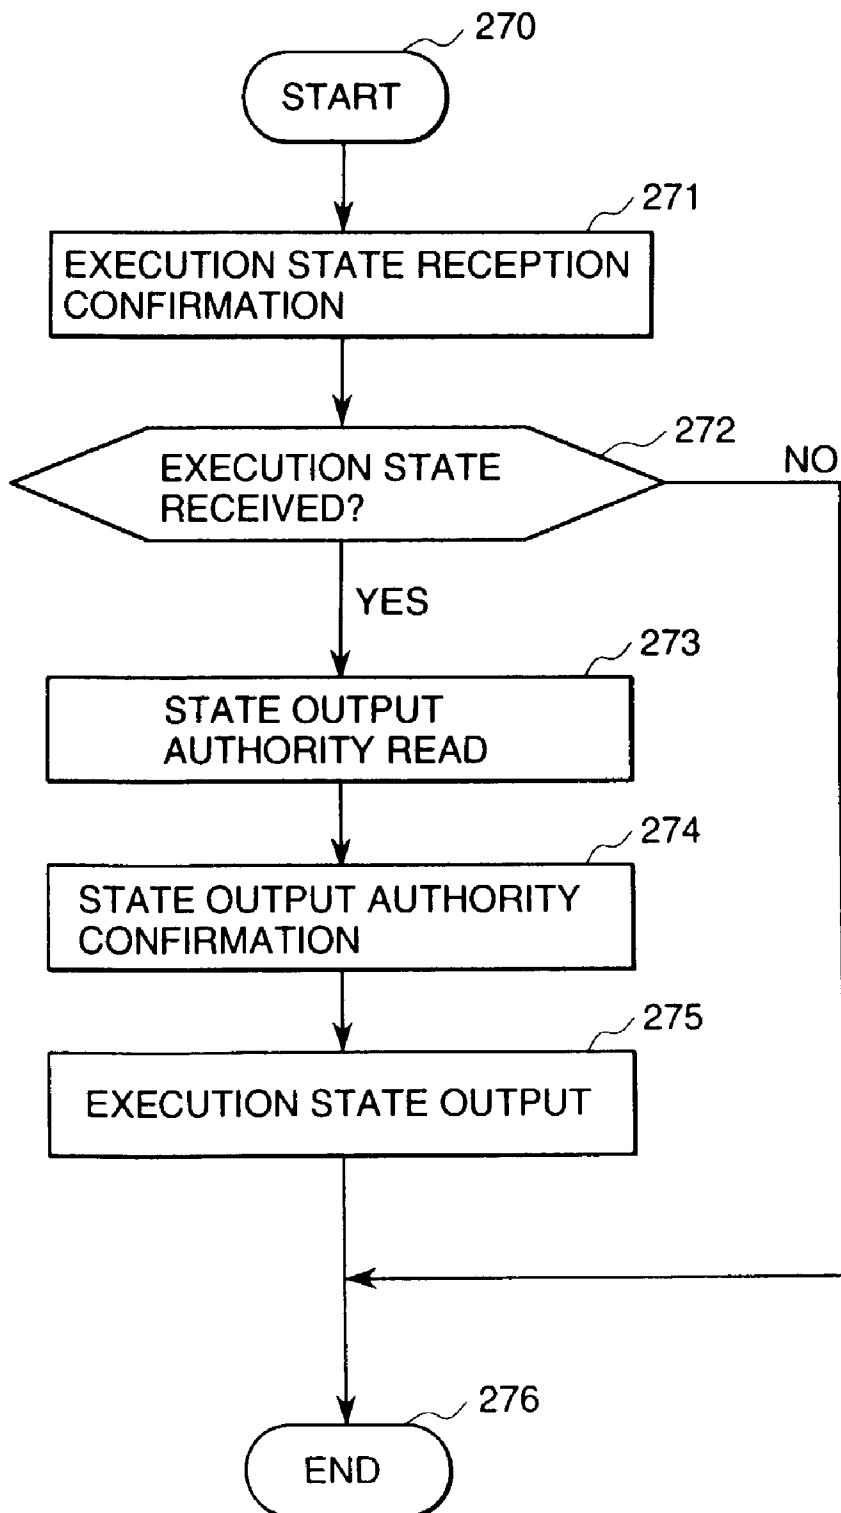 270
START
271
EXECUTION STATE RECEPTION
CONFIRMATION
272
EXECUTION STATE
RECEIVED?
NO
YES
273
STATE OUTPUT
AUTHORITY READ
274
STATE OUTPUT AUTHORITY
CONFIRMATION
275
EXECUTION STATE OUTPUT
276
END